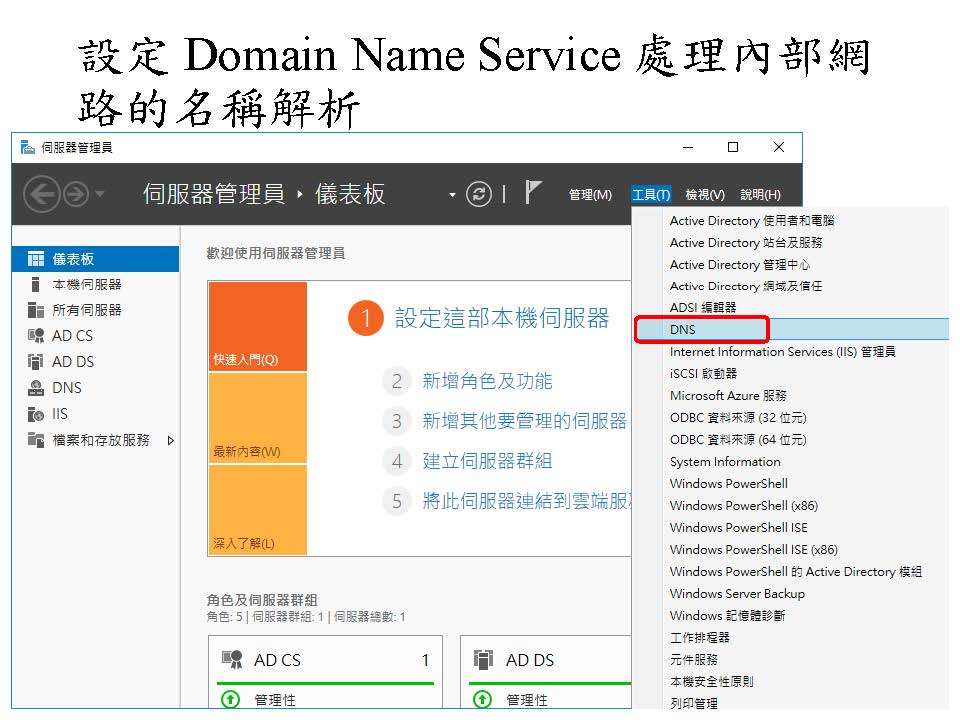 設定 Domain Name Service 處理內部網
路的名稱解析
伺服器管理員
伺服器管理員 ‣ 儀表板
管理(M) 工具(T) 檢視(V) 說明(H)
儀表板
本機伺服器
所有伺服器
AD CS
AD DS
DNS
IIS
檔案和存放服務
歡迎使用伺服器管理員
快速入門(Q)
最新內容(W)
深入了解(L)
1 設定這部本機伺服器
2 新增角色及功能
3 新增其他要管理的伺服器
4 建立伺服器群組
5 將此伺服器連結到雲端服
角色及伺服器群組
角色: 5 | 伺服器群組: 1 | 伺服器總數: 1
AD CS 1
管理性
AD DS
管理性
Active Directory 使用者和電腦
Active Directory 站台及服務
Active Directory 管理中心
Active Directory 網域及信任
ADSI 編輯器
DNS
Internet Information Services (IIS) 管理員
iSCSI 啟動器
Microsoft Azure 服務
ODBC 資料來源 (32 位元)
ODBC 資料來源 (64 位元)
System Information
Windows PowerShell
Windows PowerShell (x86)
Windows PowerShell ISE
Windows PowerShell ISE (x86)
Windows PowerShell 的 Active Directory 模組
Windows Server Backup
Windows 記憶體診斷
工作排程器
元件服務
本機安全性原則
列印管理